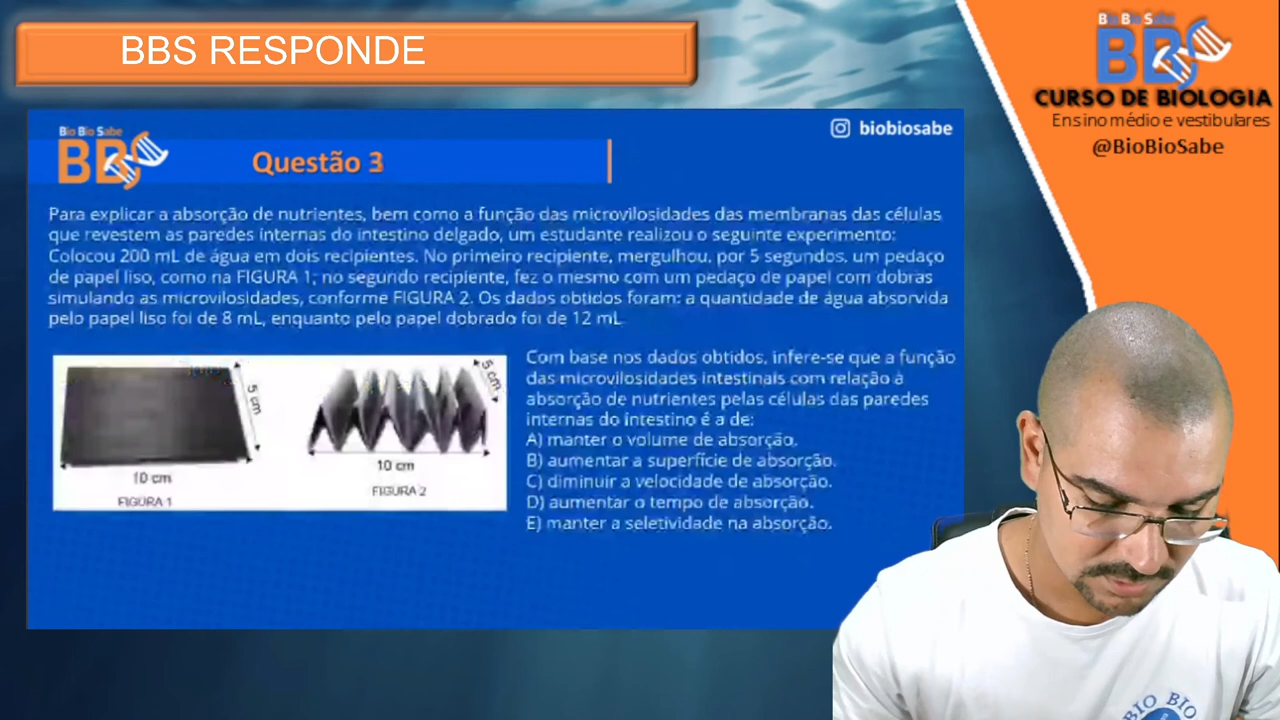 BBS RESPONDE
Bio Bio Sabe
BBS
CURSO DE BIOLOGIA
Ensino médio e vestibulares
@BioBioSabe
biobiosabe
Bio Bio Sabe
BBS
Questão 3
Para explicar a absorção de nutrientes, bem como a função das microvilosidades das membranas das células
que revestem as paredes internas do intestino delgado, um estudante realizou o seguinte experimento:
Colocou 200 mL de água em dois recipientes. No primeiro recipiente, mergulhou, por 5 segundos, um pedaço
de papel liso, como na FIGURA 1; no segundo recipiente, fez o mesmo com um pedaço de papel com dobras
simulando as microvilosidades, conforme FIGURA 2. Os dados obtidos foram: a quantidade de água absorvida
pelo papel liso foi de 8 mL, enquanto pelo papel dobrado foi de 12 mL.
5 cm
10 cm
FIGURA 1
5 cm
10 cm
FIGURA 2
Com base nos dados obtidos, infere-se que a função
das microvilosidades intestinais com relação à
absorção de nutrientes pelas células das paredes
internas do intestino é a de:
A) manter o volume de absorção.
B) aumentar a superfície de absorção.
C) diminuir a velocidade de absorção.
D) aumentar o tempo de absorção.
E) manter a seletividade na absorção.
BIO BIO